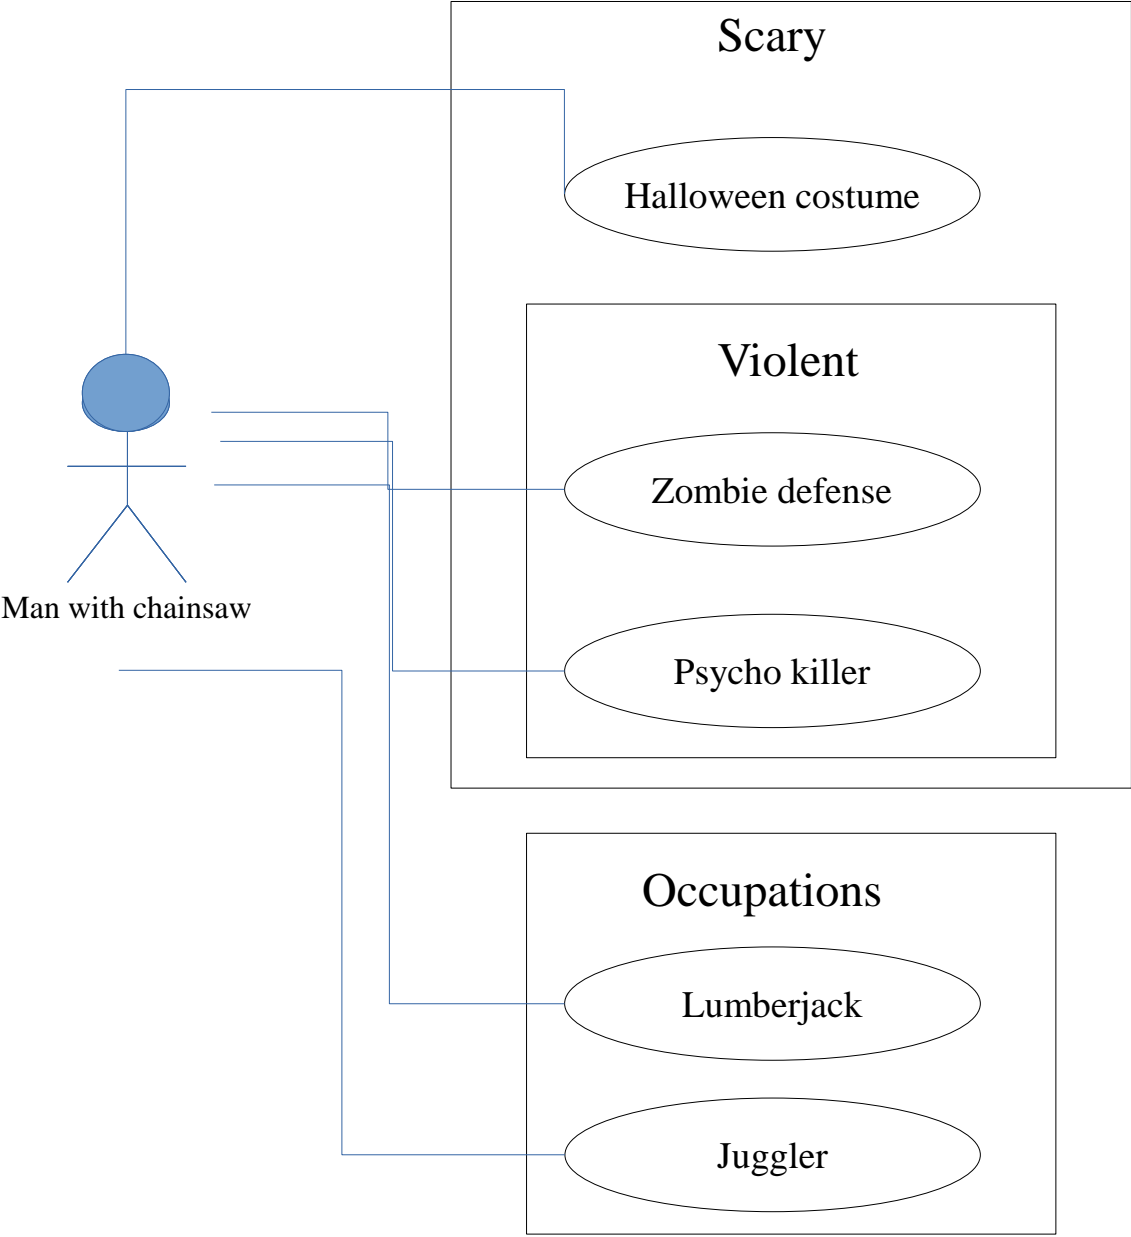 Scary
Halloween costume
Violent
Zombie defense
Man with chainsaw
Psycho killer
Occupations
Lumberjack
Juggler